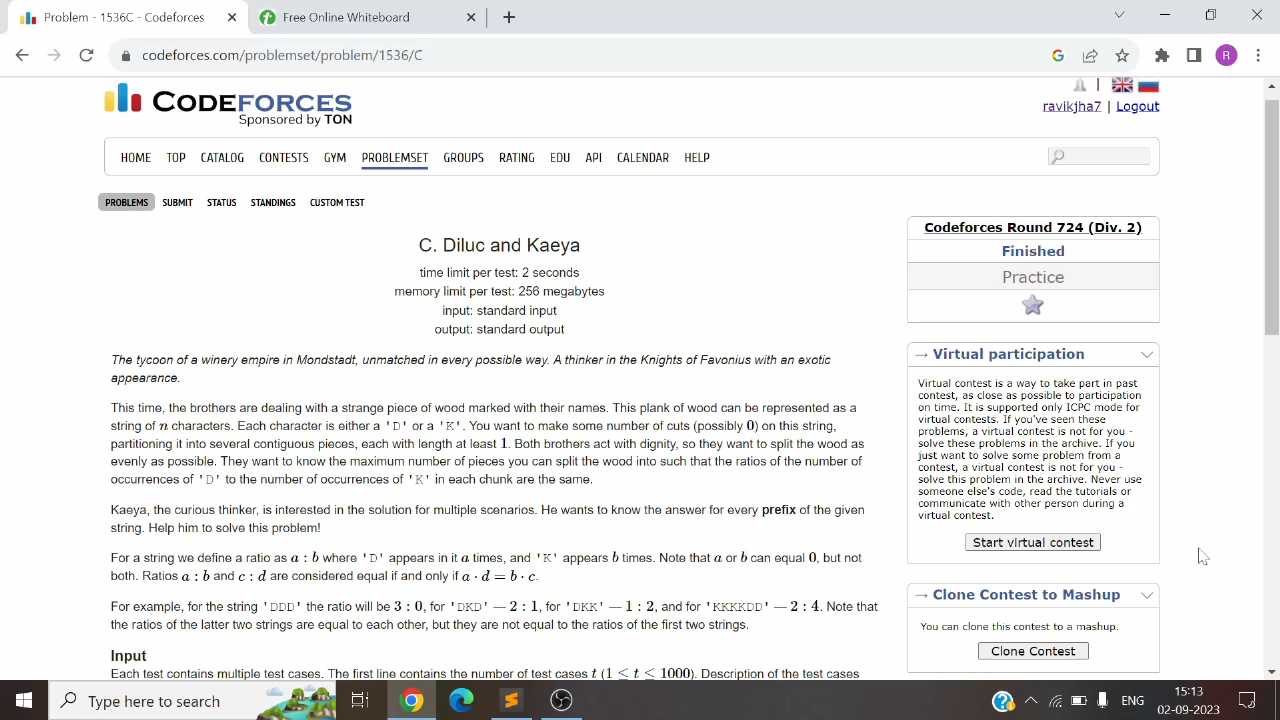 Problem - 1536C - Codeforces
Free Online Whiteboard
codeforces.com/problemset/problem/1536/C
R
CODEFORCES
Sponsored by TON
ravikjha7 | Logout
HOME TOP CATALOG CONTESTS GYM PROBLEMSET GROUPS RATING EDU API CALENDAR HELP
PROBLEMS SUBMIT STATUS STANDINGS CUSTOM TEST
C. Diluc and Kaeya
time limit per test: 2 seconds
memory limit per test: 256 megabytes
input: standard input
output: standard output
The tycoon of a winery empire in Mondstadt, unmatched in every possible way. A thinker in the Knights of Favonius with an exotic
appearance.
This time, the brothers are dealing with a strange piece of wood marked with their names. This plank of wood can be represented as a
string of n characters. Each character is either a 'D' or a 'K'. You want to make some number of cuts (possibly 0) on this string,
partitioning it into several contiguous pieces, each with length at least 1. Both brothers act with dignity, so they want to split the wood as
evenly as possible. They want to know the maximum number of pieces you can split the wood into such that the ratios of the number of
occurrences of 'D' to the number of occurrences of 'K' in each chunk are the same.
Kaeya, the curious thinker, is interested in the solution for multiple scenarios. He wants to know the answer for every prefix of the given
string. Help him to solve this problem!
For a string we define a ratio as a : b where 'D' appears in it a times, and 'K' appears b times. Note that a or b can equal 0, but not
both. Ratios a : b and c : d are considered equal if and only if a · d = b · c.
For example, for the string 'DDD' the ratio will be 3 : 0, for 'DKD' — 2 : 1, for 'DKK' — 1 : 2, and for 'KKKKDD' — 2 : 4. Note that
the ratios of the latter two strings are equal to each other, but they are not equal to the ratios of the first two strings.
Input
Each test contains multiple test cases. The first line contains the number of test cases t (1 ≤ t ≤ 1000). Description of the test cases
Codeforces Round 724 (Div. 2)
Finished
Practice
→ Virtual participation
Virtual contest is a way to take part in past
contest, as close as possible to participation
on time. It is supported only ICPC mode for
virtual contests. If you've seen these
problems, a virtual contest is not for you -
solve these problems in the archive. If you
just want to solve some problem from a
contest, a virtual contest is not for you -
solve this problem in the archive. Never use
someone else's code, read the tutorials or
communicate with other person during a
virtual contest.
Start virtual contest
→ Clone Contest to Mashup
You can clone this contest to a mashup.
Clone Contest
Type here to search
ENG
15:13
02-09-2023